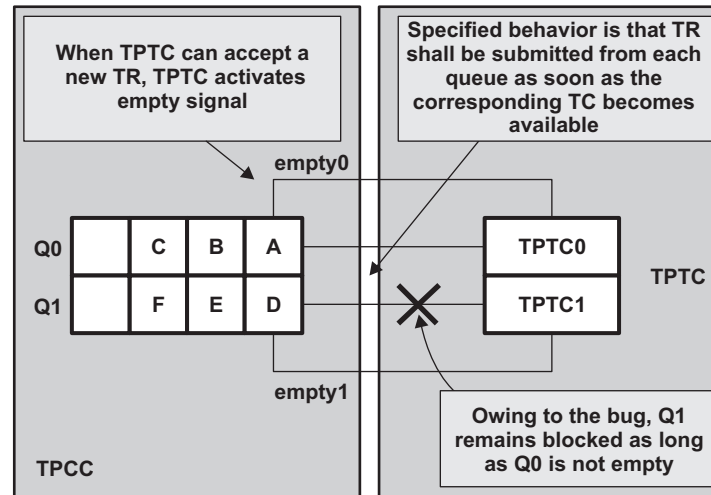 When TPTC can accept a
new TR, TPTC activates
empty signal
Specified behavior is that TR
shall be submitted from each
queue as soon as the
corresponding TC becomes
available
empty0
Q0
C
B
A
TPTC0
Q1
F
E
D
TPTC1
TPTC
empty1
Owing to the bug, Q1
remains blocked as long
as Q0 is not empty
TPCC